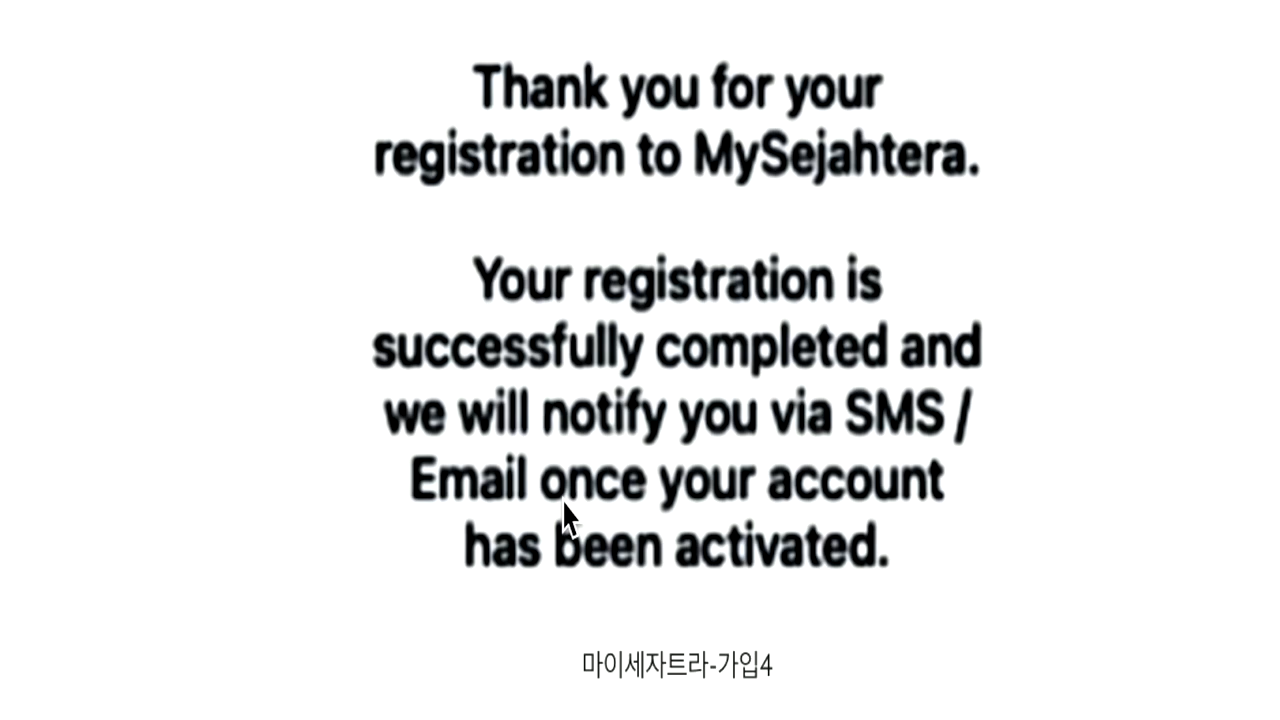 Thank you for your
registration to MySejahtera.
Your registration is
successfully completed and
we will notify you via SMS /
Email once your account
has been activated.
마이세자트라-가입4